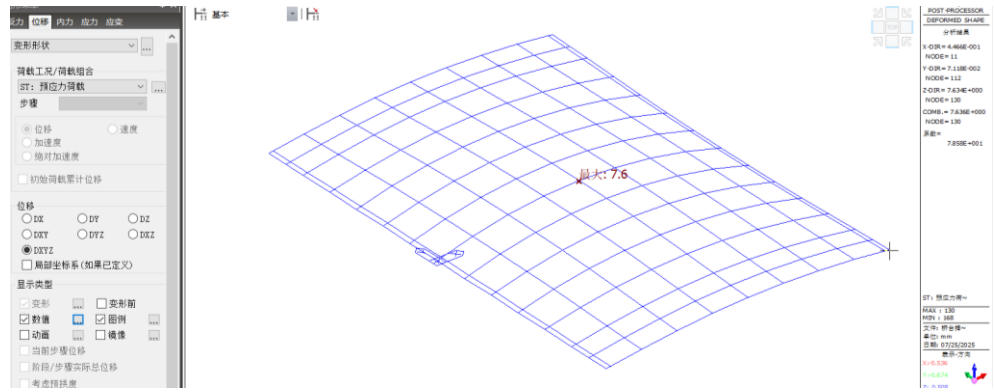 位移 内力 应力 应变
变形形状
...
荷载工况/荷载组合
ST: 预应力荷载
...
步骤
位移 速度
加速度
绝对加速度
初始荷载累计位移
位移
DX DY DZ
DXY DYZ DXZ
DXYZ
局部坐标系(如果已定义)
显示类型
变形 ... 变形前
数值 ... 图例 ...
动画 ... 镜像 ...
当前步骤位移
阶段/步骤实际总位移
考虑预拱度
基本
最大: 7.6
POST-PROCESSOR
DEFORMED SHAPE
分析结果
X-DIR= 4.466E-001
NODE= 11
Y-DIR= 7.118E-002
NODE= 112
Z-DIR= 7.634E+000
NODE= 130
COMB.= 7.636E+000
NODE= 130
系数=
7.858E+001
ST: 预应力荷~
MAX : 130
MIN : 168
文件: 桥台搭~
单位: mm
日期: 07/25/2025
表示-方向
X:-0.536
Z: 0.508